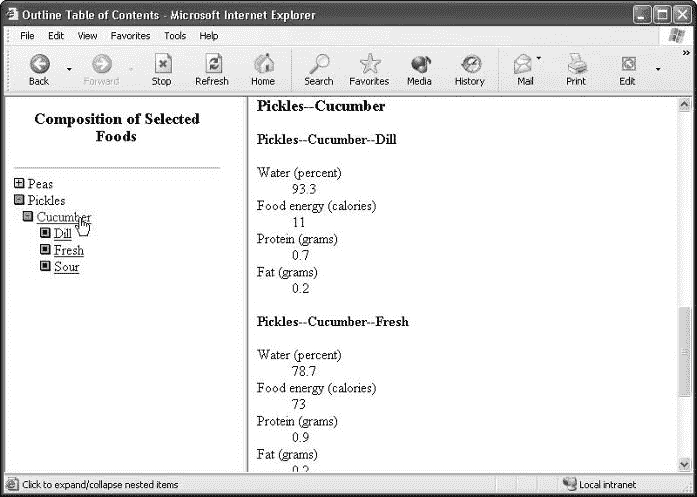 Outline Table of Contents - Microsoft Internet Explorer
File Edit View Favorites Tools Help
Back Forward Stop Refresh Home Search Favorites Media History Mail Print Edit
Composition of Selected
Foods
Peas
Pickles
Cucumber
Dill
Fresh
Sour
Pickles--Cucumber
Pickles--Cucumber--Dill
Water (percent)
93.3
Food energy (calories)
11
Protein (grams)
0.7
Fat (grams)
0.2
Pickles--Cucumber--Fresh
Water (percent)
78.7
Food energy (calories)
73
Protein (grams)
0.9
Fat (grams)
0.2
Click to expand/collapse nested items
Local intranet